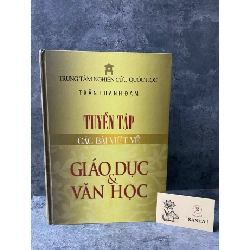 TRUNG TÂM NGHIÊN CỨU QUỐC HỌC
TRẦN THANH ĐẠM
TUYỂN TẬP
CÁC BÀI VIẾT VỀ
GIÁO DỤC
&
VĂN HỌC